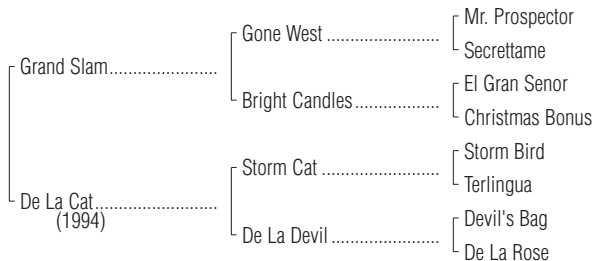 Mr. Prospector
Gone West
Secrettame
Grand Slam
El Gran Senor
Bright Candles
Christmas Bonus
Storm Bird
Storm Cat
Terlingua
De La Cat
(1994)
Devil's Bag
De La Devil
De La Rose